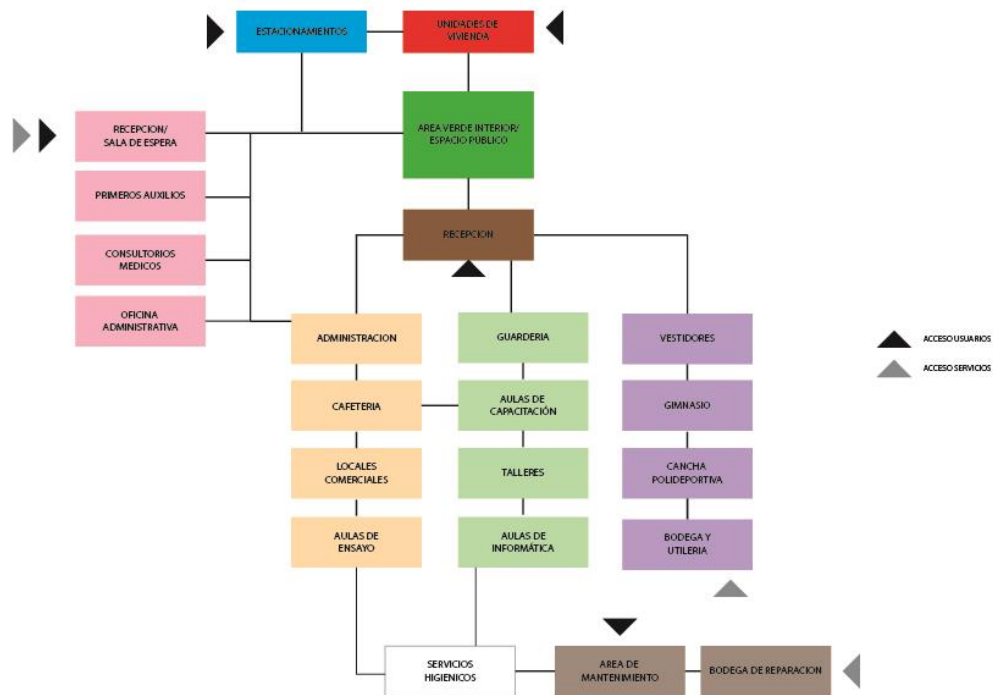 ESTACIONAMIENTOS
UNIDADES DE
VIVIENDA
RECEPCION/
SALA DE ESPERA
AREA VERDE INTERIOR/
ESPACIO PUBLICO
PRIMEROS AUXILIOS
RECEPCION
CONSULTORIOS
MEDICOS
OFICINA
ADMINISTRATIVA
ADMINISTRACION
GUARDERIA
VESTIDORES
ACCESO USUARIOS
ACCESO SERVICIOS
CAFETERIA
AULAS DE
CAPACITACIÓN
GIMNASIO
LOCALES
COMERCIALES
TALLERES
CANCHA
POLIDEPORTIVA
AULAS DE
ENSAYO
AULAS DE
INFORMÁTICA
BODEGA Y
UTILERIA
SERVICIOS
HIGIENICOS
AREA DE
MANTENIMIENTO
BODEGA DE REPARACION